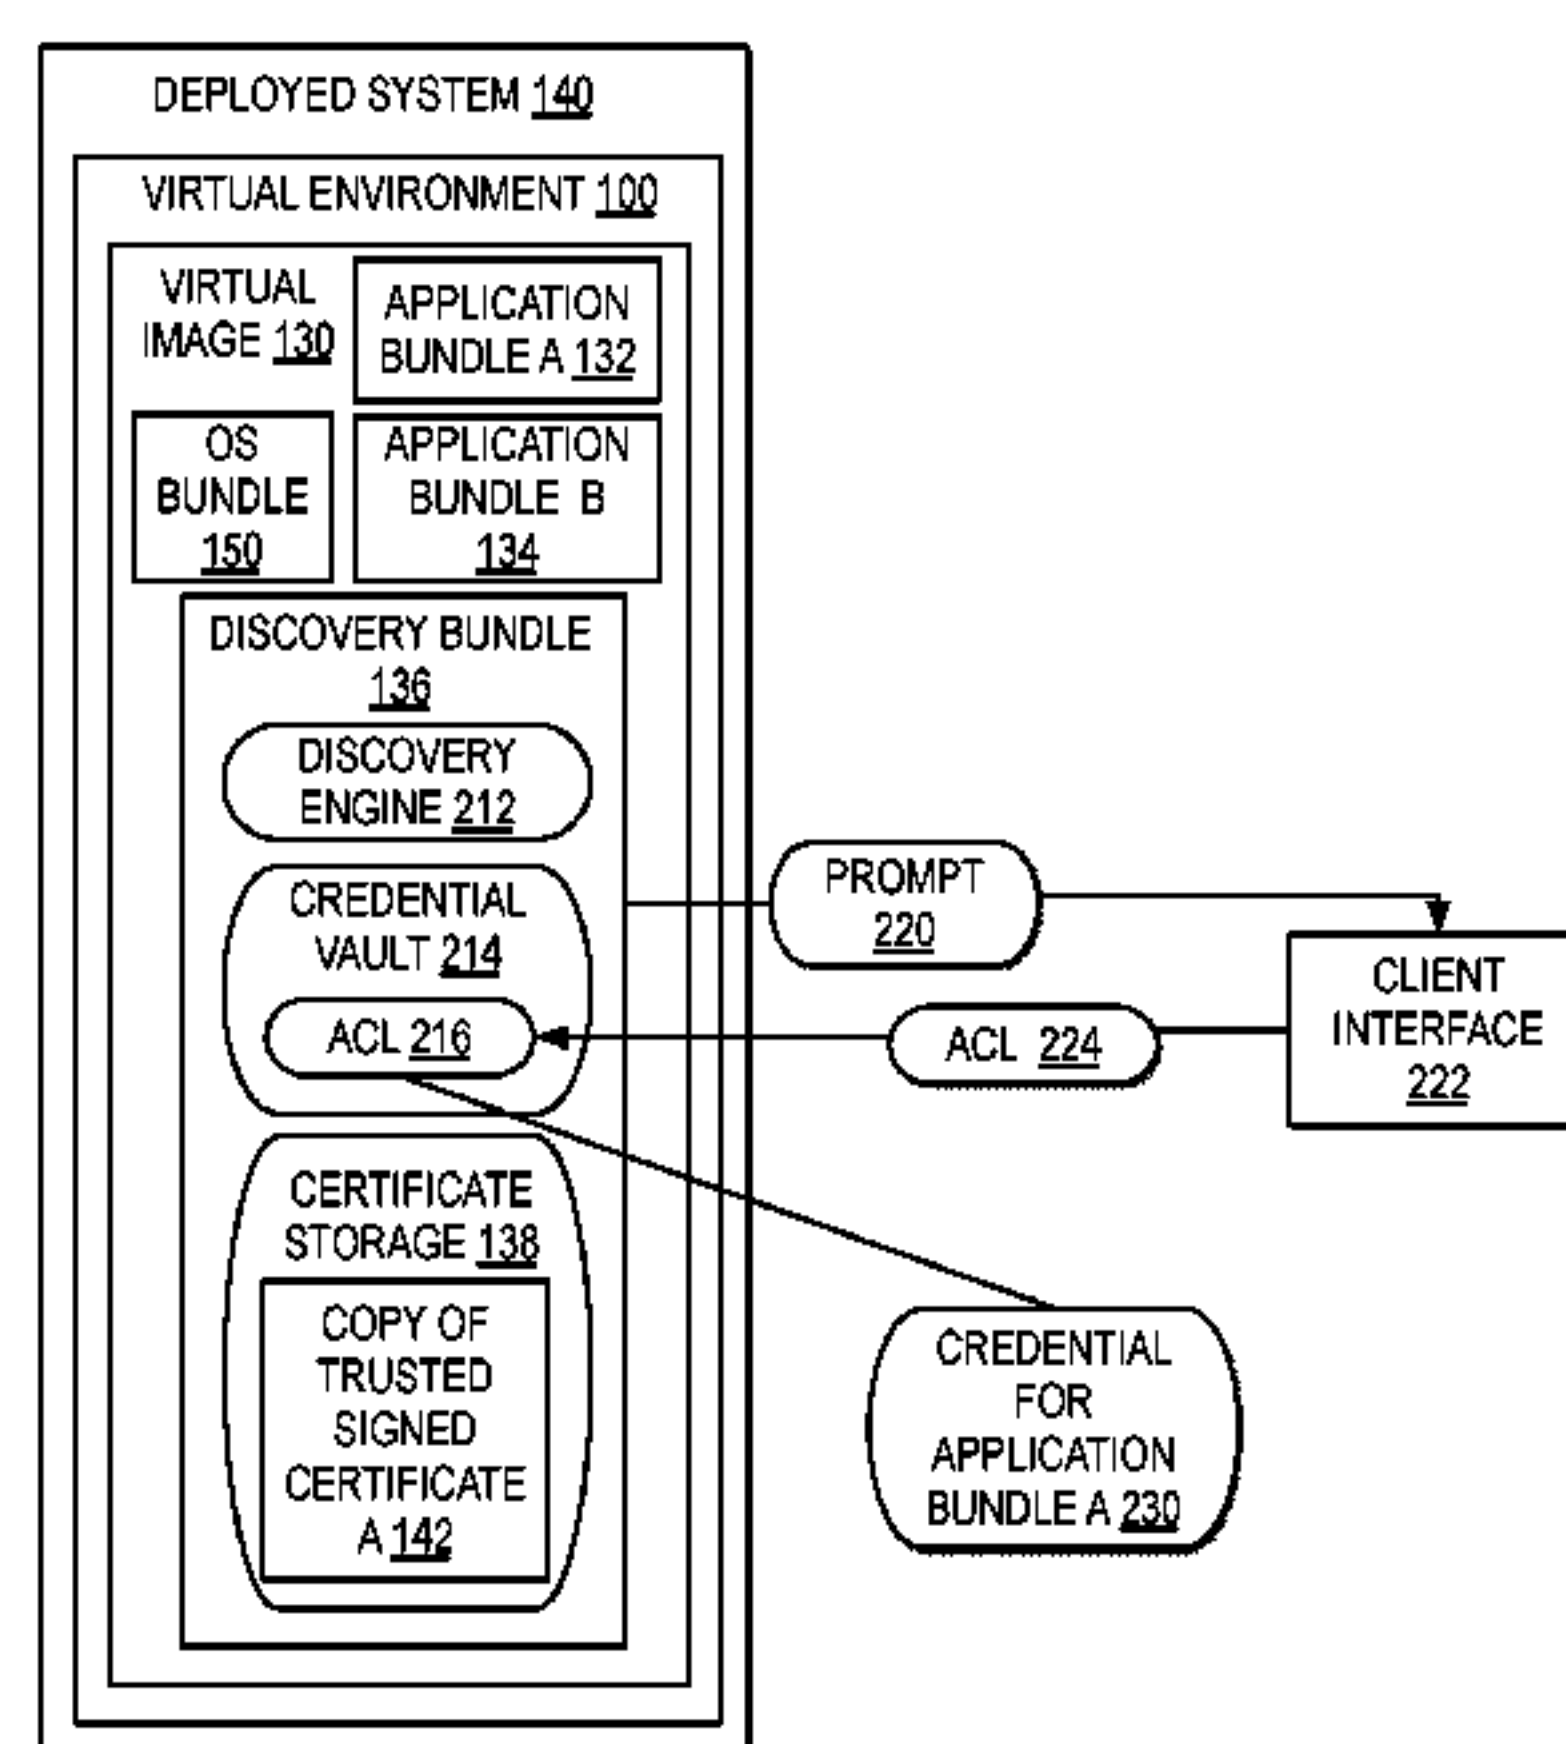 DEPLOYED SYSTEM 140
VIRTUAL ENVIRONMENT 100
VIRTUAL
IMAGE 130
APPLICATION
BUNDLE A 132
OS
BUNDLE
150
APPLICATION
BUNDLE B
134
DISCOVERY BUNDLE
136
DISCOVERY
ENGINE 212
CREDENTIAL
VAULT 214
ACL 216
PROMPT
220
ACL 224
CLIENT
INTERFACE
222
CERTIFICATE
STORAGE 138
COPY OF
TRUSTED
SIGNED
CERTIFICATE
A 142
CREDENTIAL
FOR
APPLICATION
BUNDLE A 230